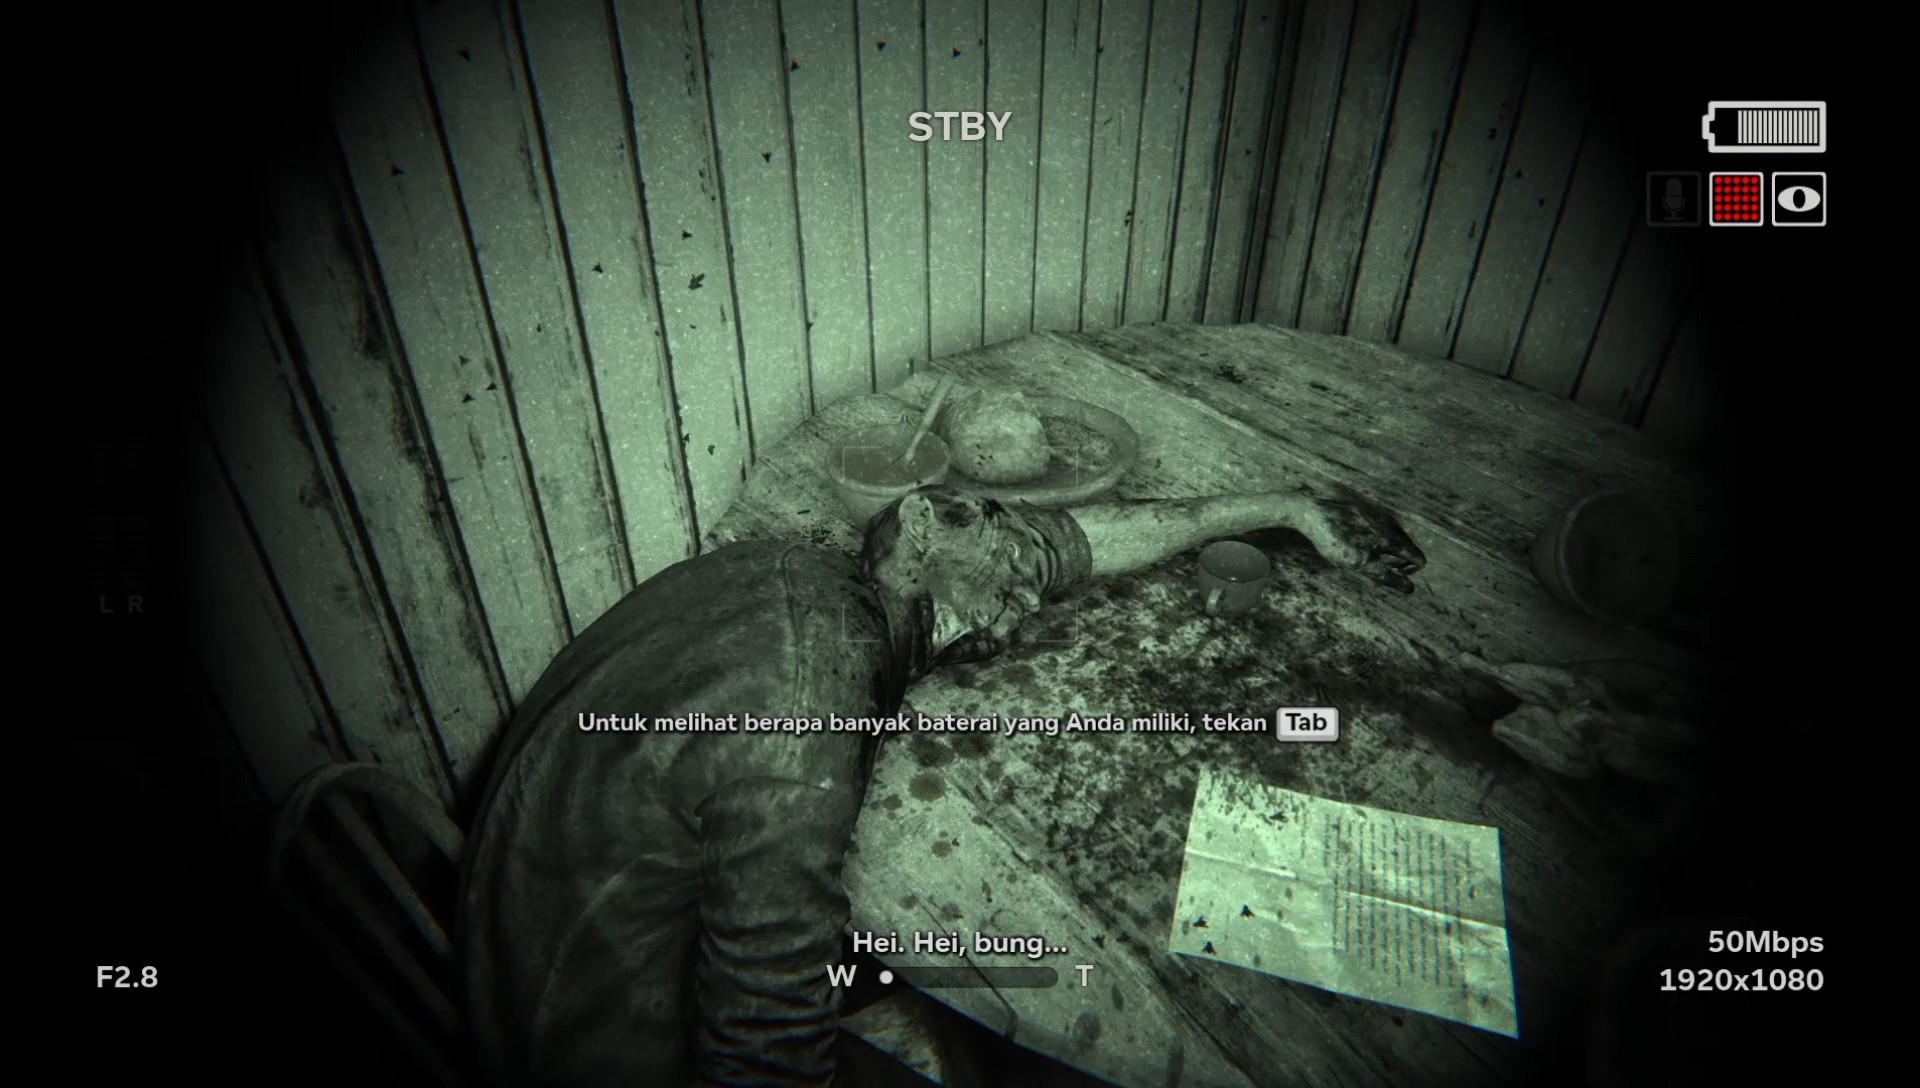 STBY
L R
Untuk melihat berapa banyak baterai yang Anda miliki, tekan Tab
Hei. Hei, bung...
W T
F2.8
50Mbps
1920x1080